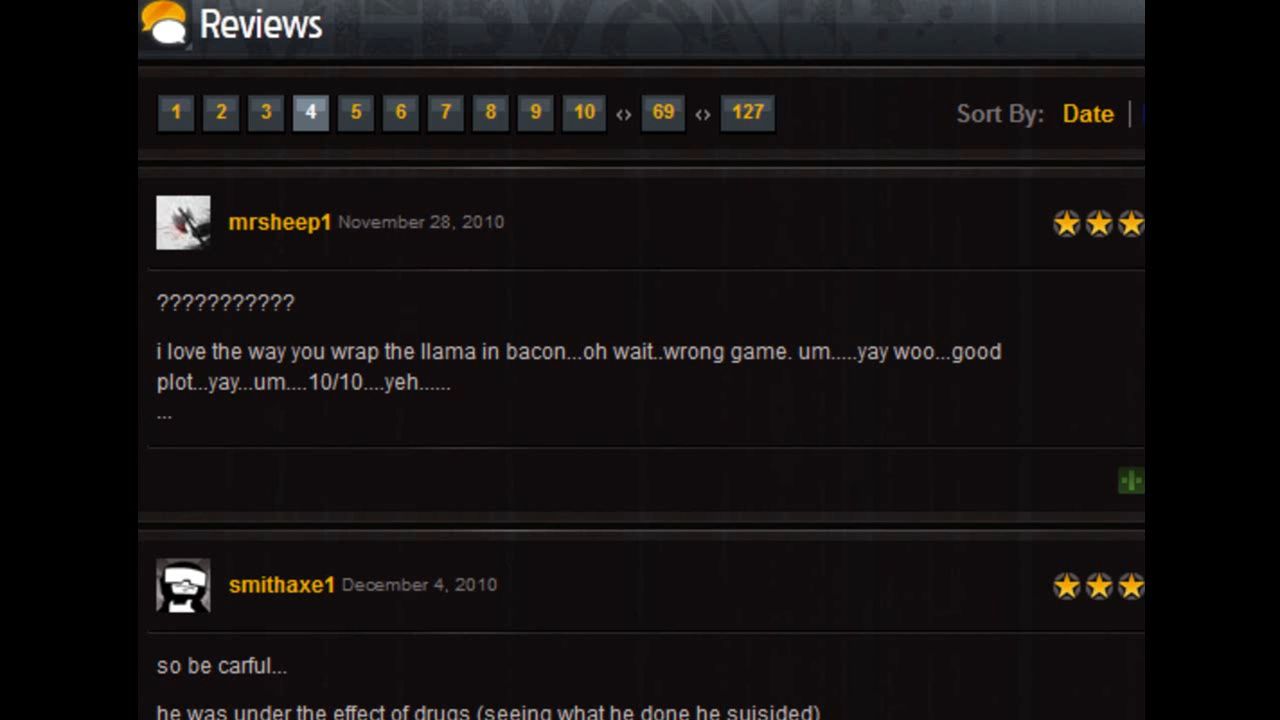 Reviews
1 2 3 4 5 6 7 8 9 10 <> 69 <> 127 Sort By: Date |
mrsheep1 November 28, 2010
???????????
i love the way you wrap the llama in bacon...oh wait..wrong game. um.....yay woo...good
plot...yay...um....10/10....yeh......
...
smithaxe1 December 4, 2010
so be carful...
he was under the effect of drugs (seeing what he done he suisided)